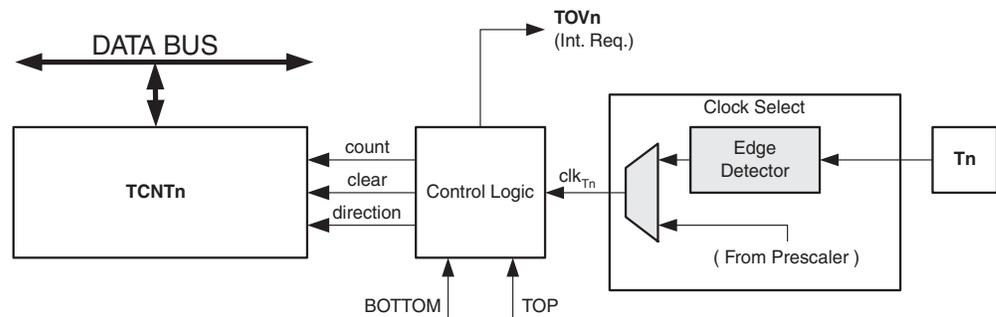 TOVn
(Int. Req.)
DATA BUS
Clock Select
count
Edge
Detector
Tn
TCNTn
clear
Control Logic
clkTn
direction
( From Prescaler )
BOTTOM
TOP